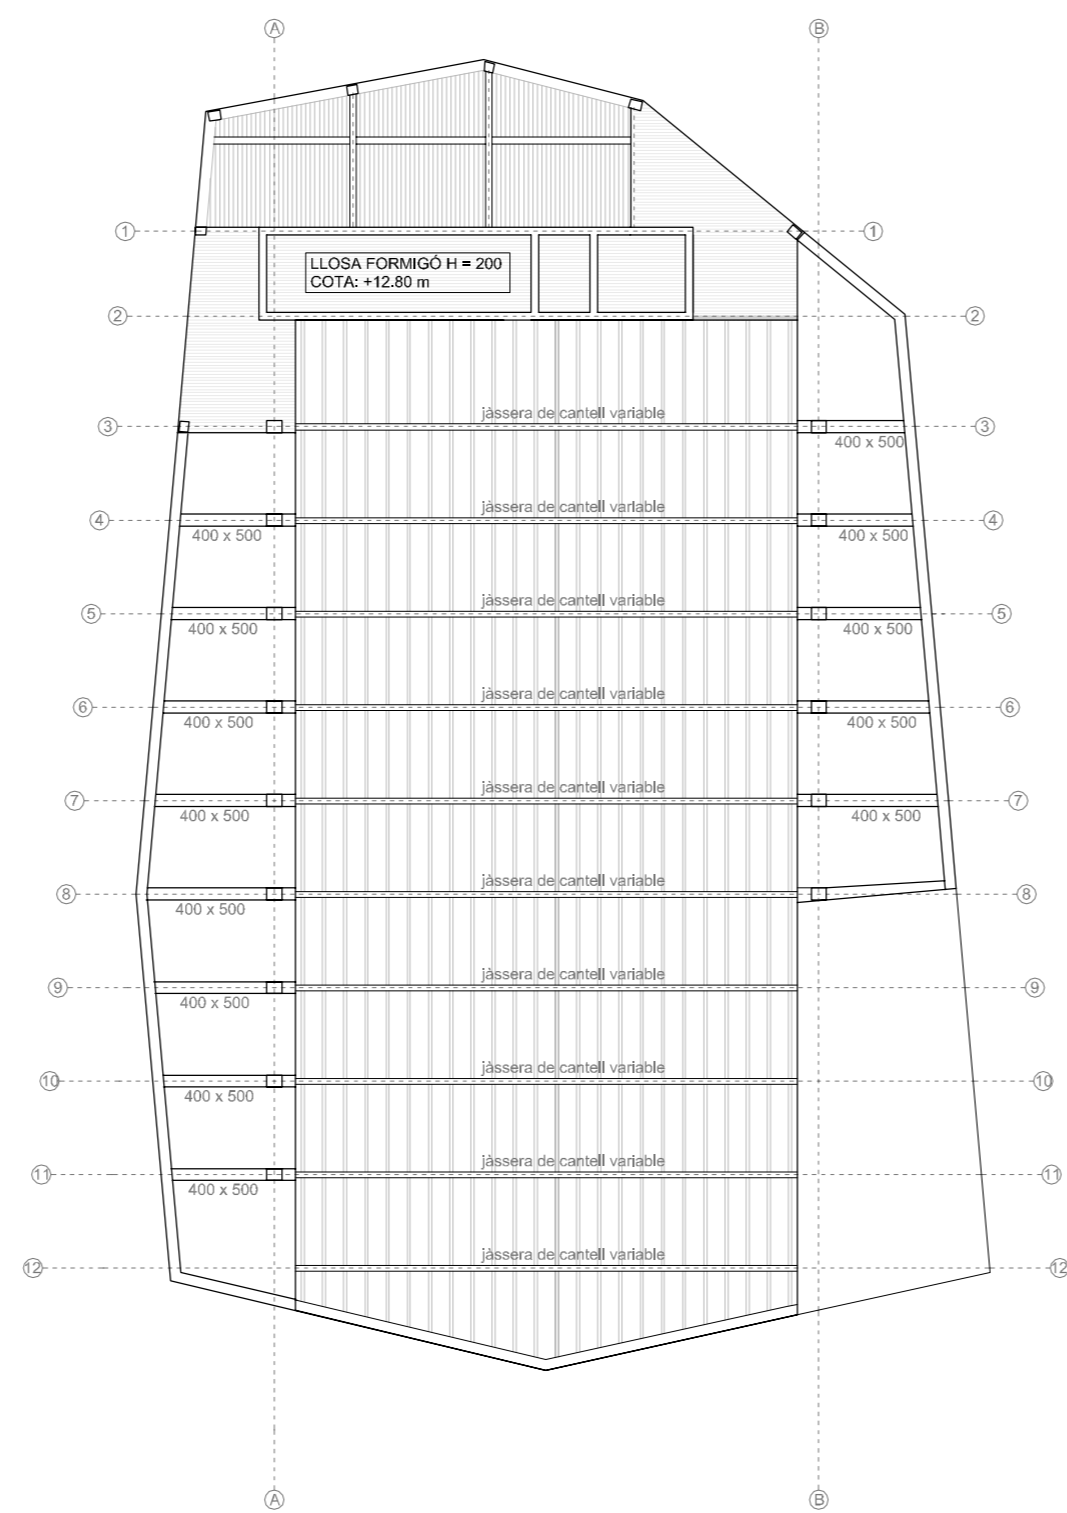 A B
1 1
LLOSA FORMIGÓ H = 200
COTA: +12.80 m
2 2
jàssera de cantell variable
3 3
400 x 500
jàssera de cantell variable
4 4
400 x 500 400 x 500
jàssera de cantell variable
5 5
400 x 500 400 x 500
jàssera de cantell variable
6 6
400 x 500 400 x 500
jàssera de cantell variable
7 7
400 x 500 400 x 500
jàssera de cantell variable
8 8
400 x 500
jàssera de cantell variable
9 9
400 x 500
jàssera de cantell variable
10 10
400 x 500
jàssera de cantell variable
11 11
400 x 500
jàssera de cantell variable
12 12
A B